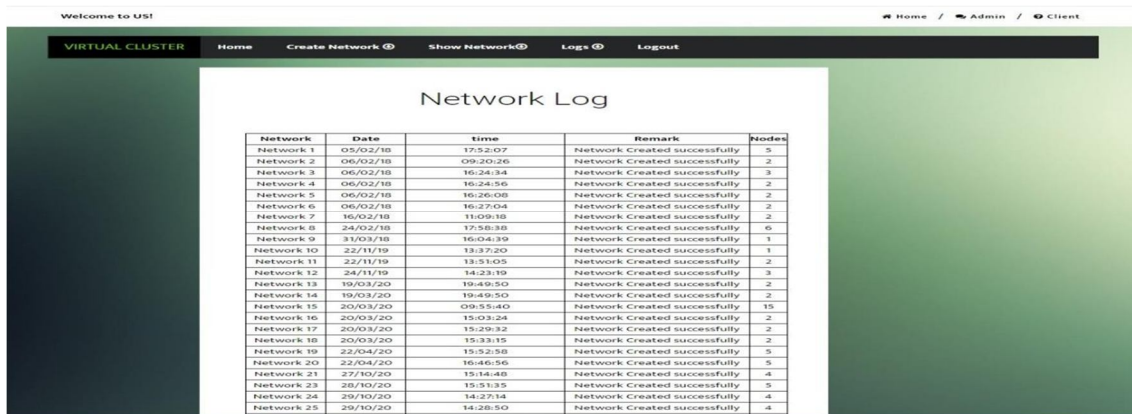 Welcome to US!
Home / Admin / Client
VIRTUAL CLUSTER Home Create Network Show Network Logs Logout
Network Log
Network Date time Remark Nodes
Network 1 05/02/18 17:52:07 Network Created successfully 5
Network 2 06/02/18 09:20:26 Network Created successfully 2
Network 3 06/02/18 16:24:34 Network Created successfully 3
Network 4 06/02/18 16:24:56 Network Created successfully 2
Network 5 06/02/18 16:26:08 Network Created successfully 2
Network 6 06/02/18 16:27:04 Network Created successfully 2
Network 7 16/02/18 11:09:18 Network Created successfully 2
Network 8 24/02/18 17:58:38 Network Created successfully 6
Network 9 31/03/18 16:04:39 Network Created successfully 1
Network 10 22/11/19 13:37:20 Network Created successfully 1
Network 11 22/11/19 13:51:05 Network Created successfully 2
Network 12 24/11/19 14:23:19 Network Created successfully 3
Network 13 19/03/20 19:49:50 Network Created successfully 2
Network 14 19/03/20 19:49:50 Network Created successfully 2
Network 15 20/03/20 09:55:40 Network Created successfully 15
Network 16 20/03/20 15:03:24 Network Created successfully 2
Network 17 20/03/20 15:29:32 Network Created successfully 2
Network 18 20/03/20 15:33:15 Network Created successfully 2
Network 19 22/04/20 15:52:58 Network Created successfully 5
Network 20 22/04/20 16:46:56 Network Created successfully 5
Network 21 27/10/20 15:14:48 Network Created successfully 4
Network 23 28/10/20 15:51:35 Network Created successfully 5
Network 24 29/10/20 14:27:14 Network Created successfully 4
Network 25 29/10/20 14:28:50 Network Created successfully 4